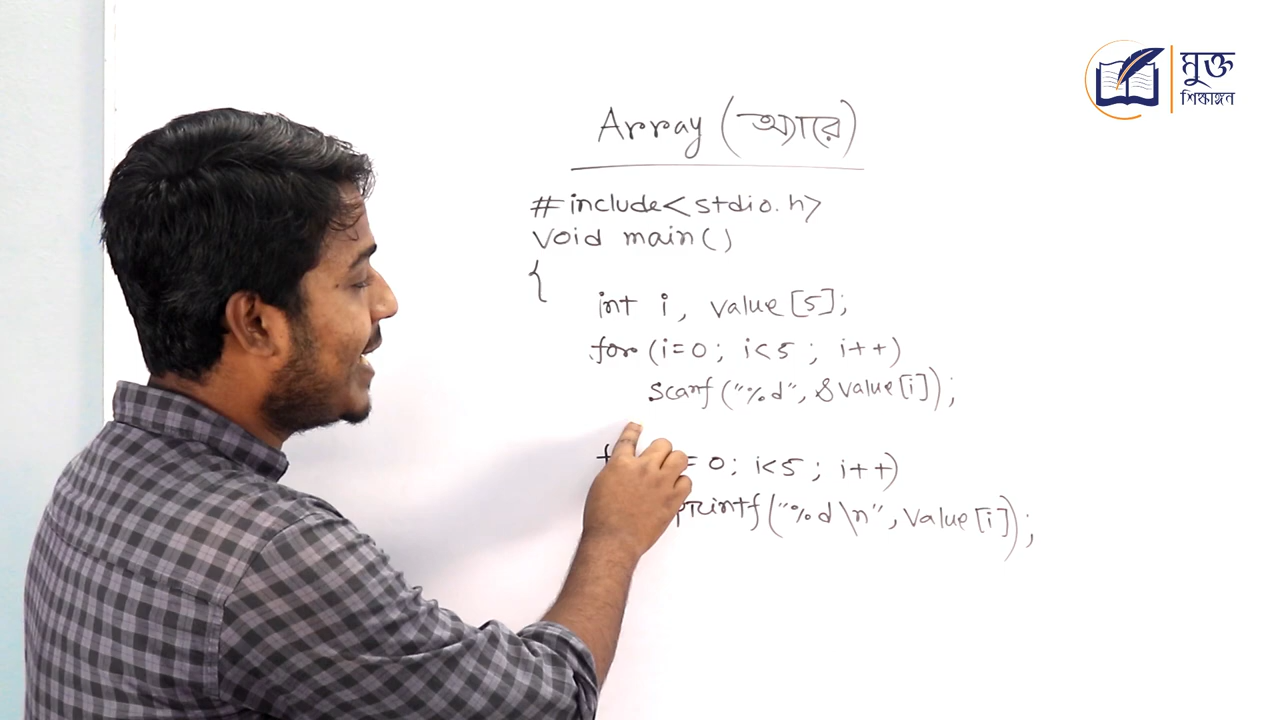 মুক্ত
শিক্ষাঙ্গন
Array (অ্যারে)
#include<stdio.h>
void main()
{
int i, value[5];
for (i=0; i<5; i++)
scanf("%d", &value[i]);
= 0; i<5; i++)
printf("%d\n", value[i]);